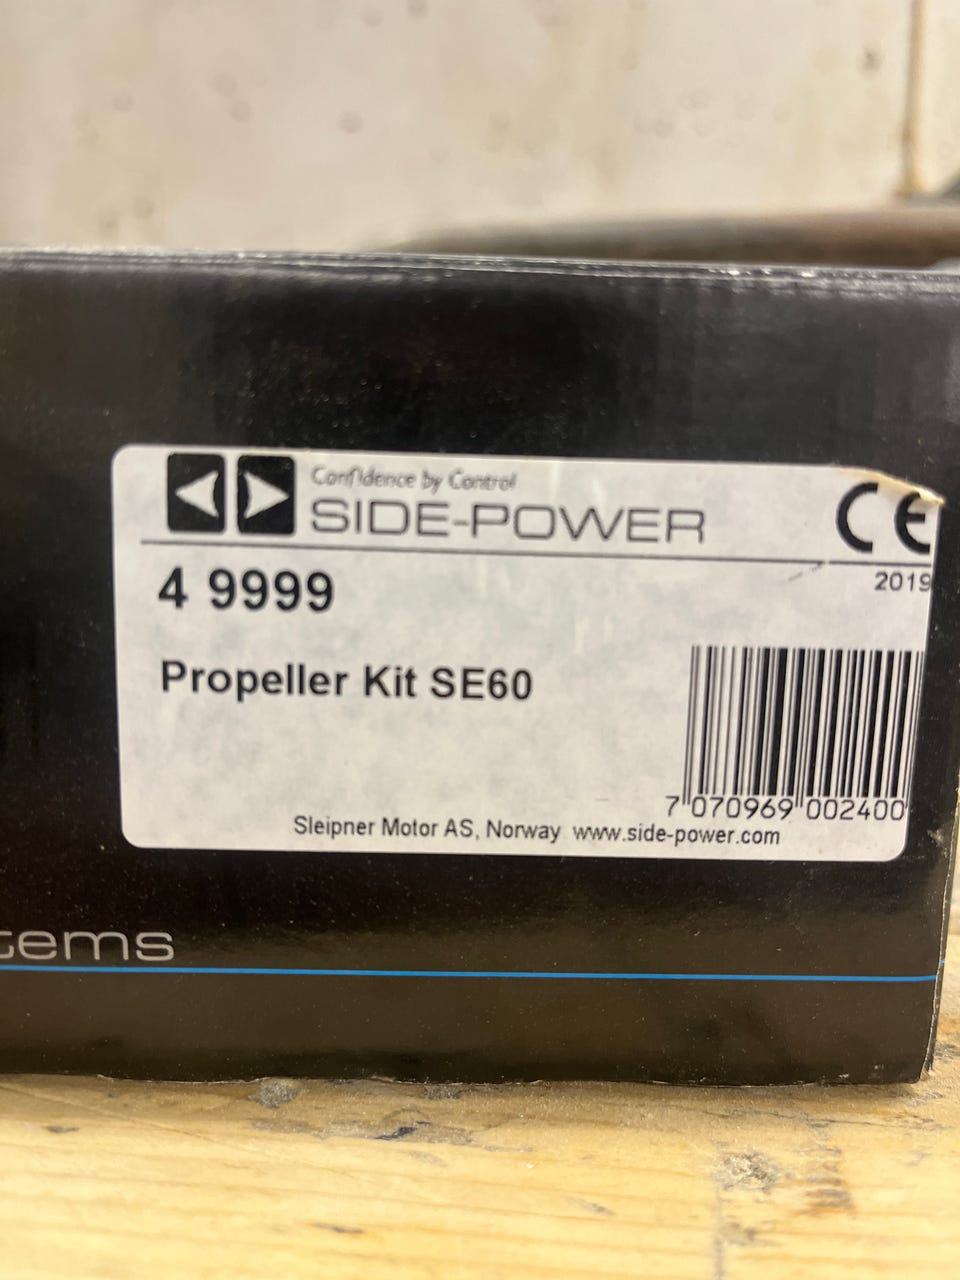 Confidence by Control
SIDE-POWER
CE
2019
4 9999
Propeller Kit SE60
7 070969 002400
Sleipner Motor AS, Norway www.side-power.com
tems